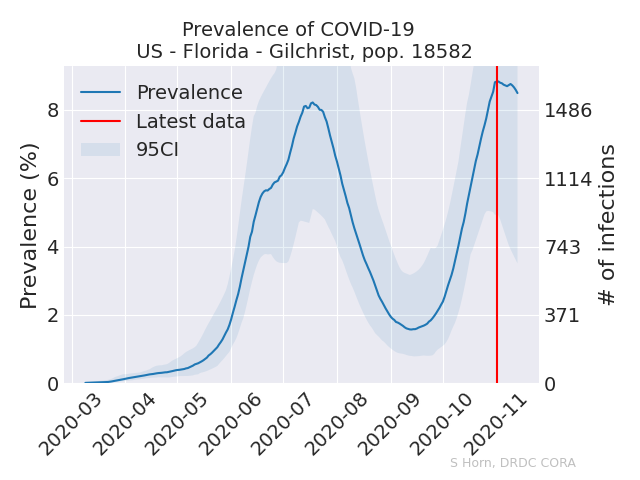 Prevalence of COVID-19
US - Florida - Gilchrist, pop. 18582
Prevalence
Latest data
95CI
Prevalence (%)
8
6
4
2
0
1486
1114
743
371
0
# of infections
2020-03
2020-04
2020-05
2020-06
2020-07
2020-08
2020-09
2020-10
2020-11
S Horn, DRDC CORA